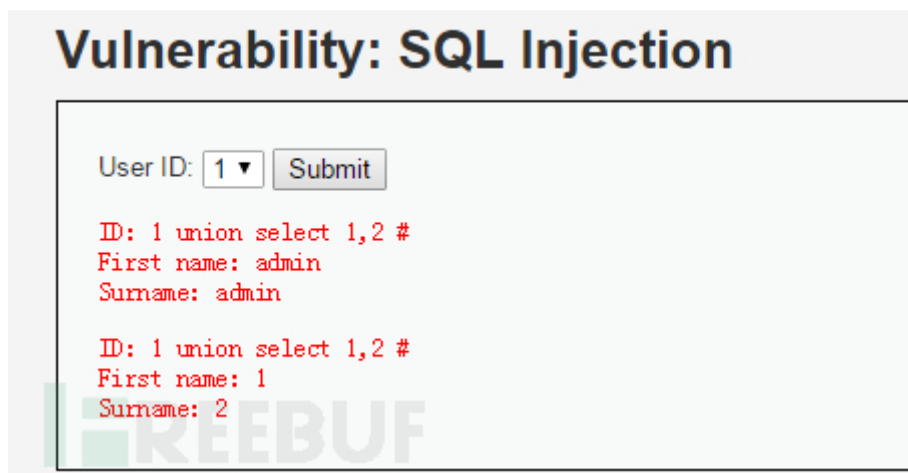 Vulnerability: SQL Injection
User ID: 1 Submit
ID: 1 union select 1,2 #
First name: admin
Surname: admin
ID: 1 union select 1,2 #
First name: 1
Surname: 2
FREEBUF